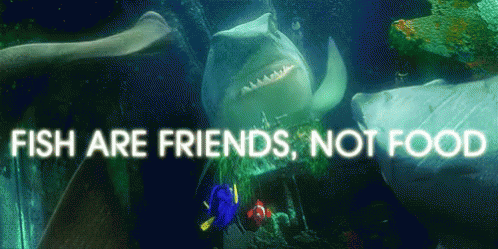 FISH ARE FRIENDS, NOT FOOD